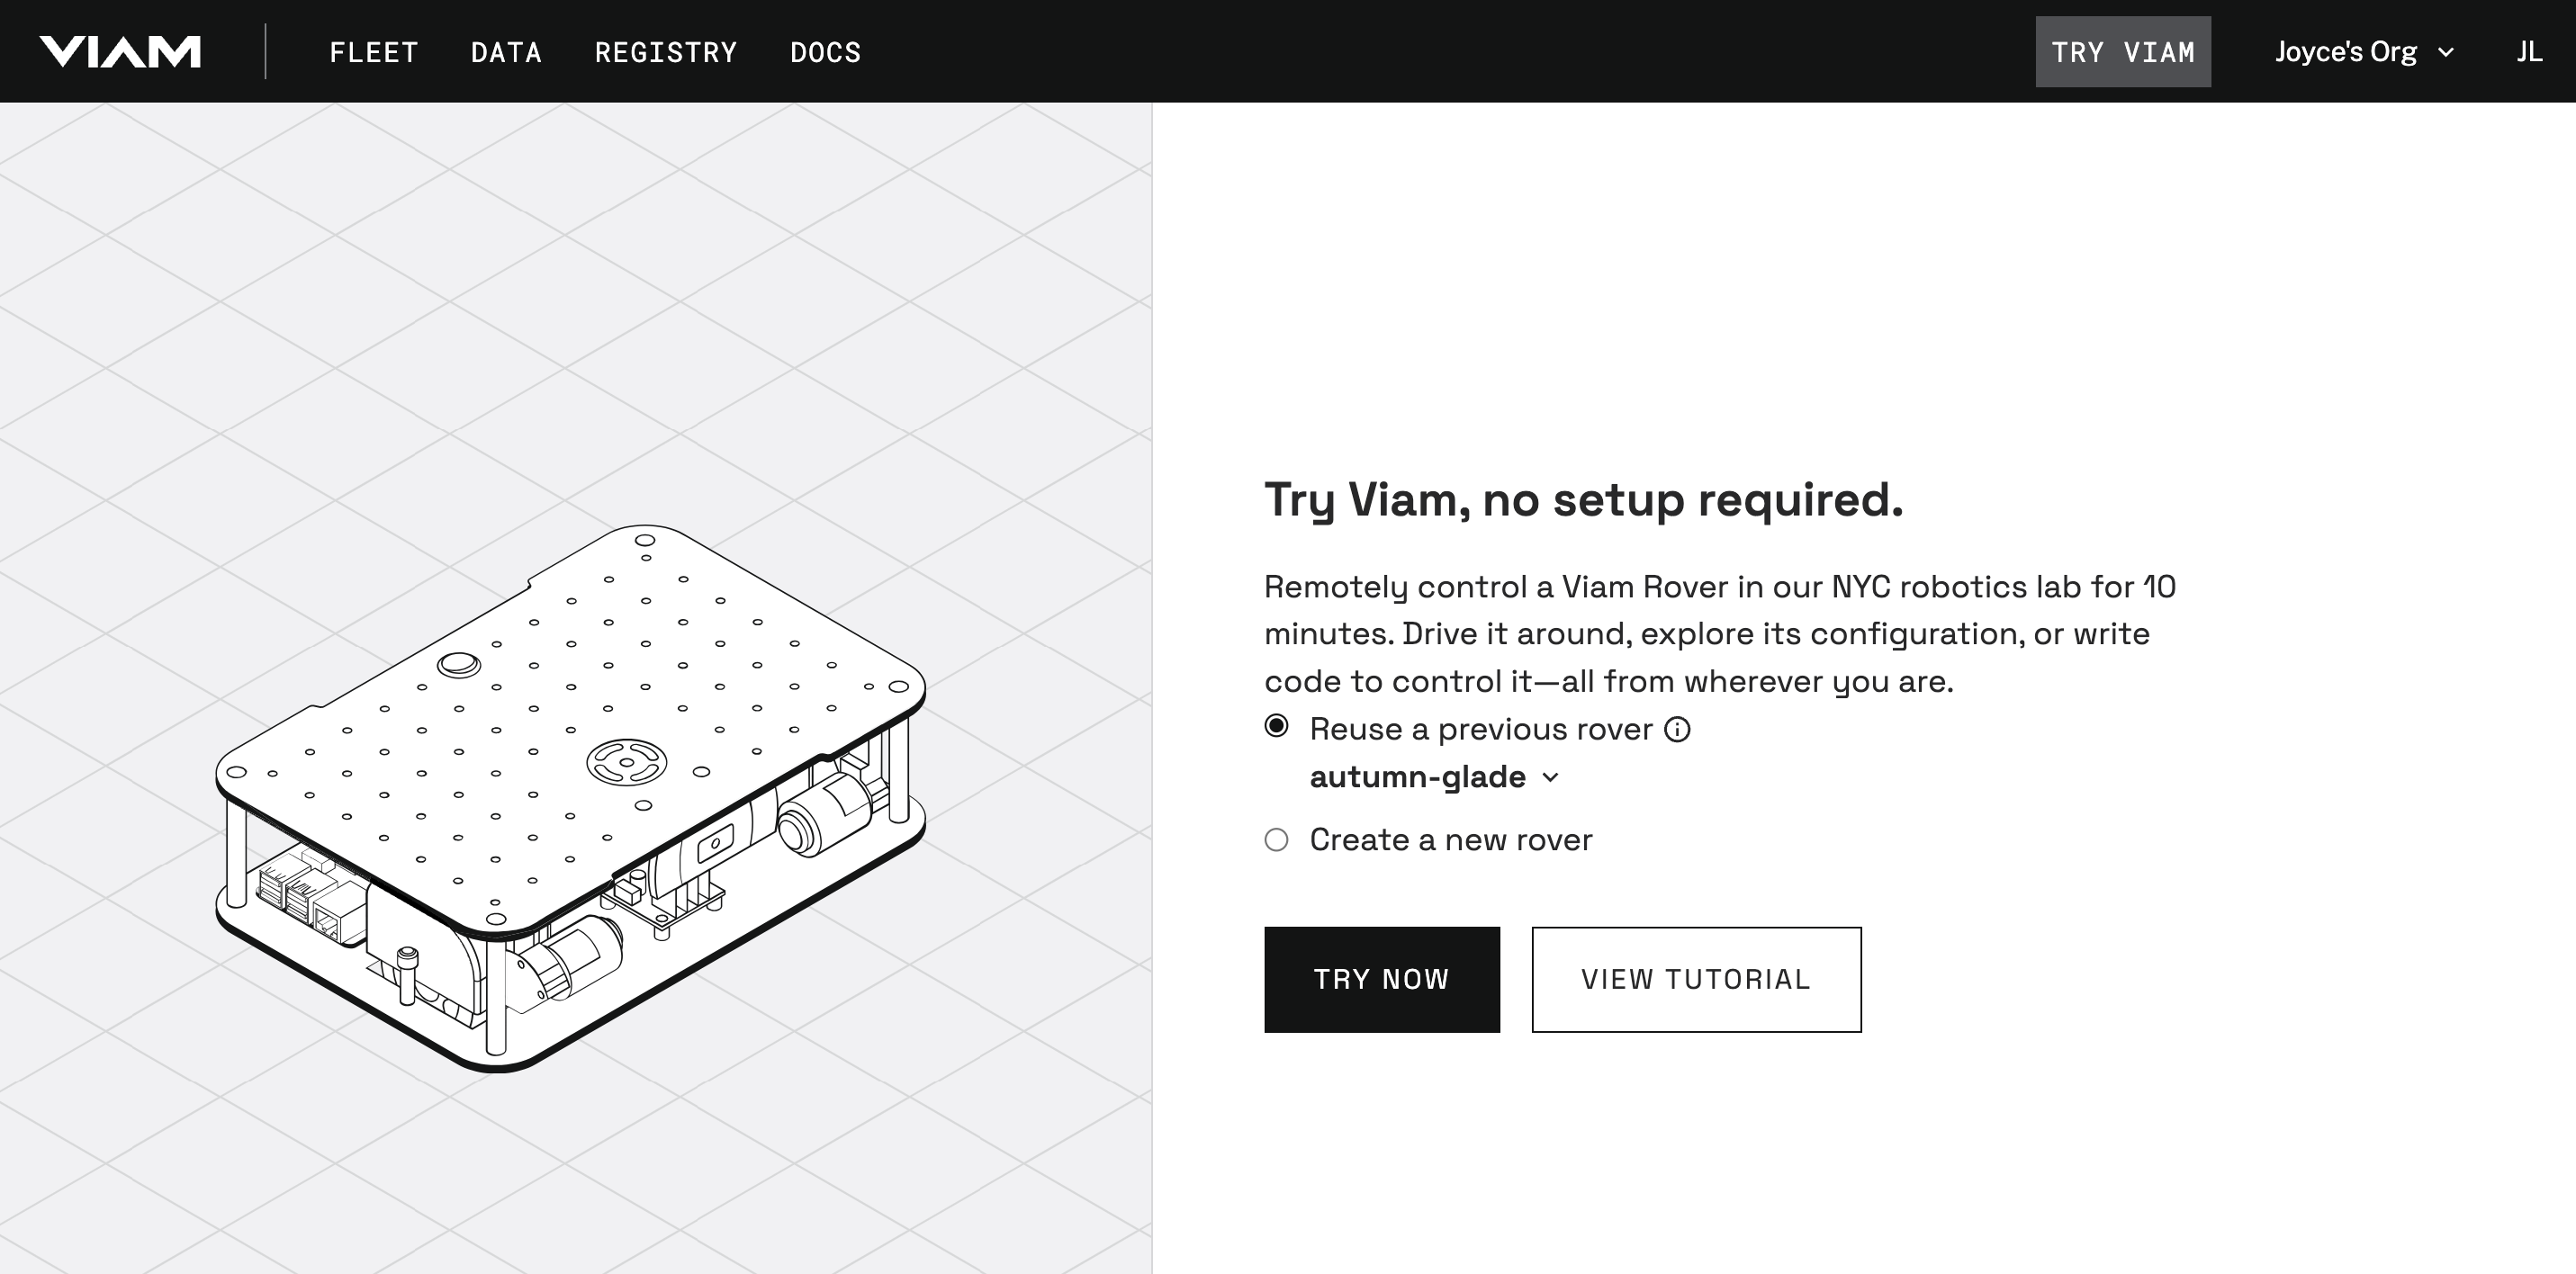 VIAM
FLEET
DATA
REGISTRY
DOCS
TRY VIAM
Joyce's Org
JL
Try Viam, no setup required.
Remotely control a Viam Rover in our NYC robotics lab for 10
minutes. Drive it around, explore its configuration, or write
code to control it—all from wherever you are.
Reuse a previous rover
autumn-glade
Create a new rover
TRY NOW
VIEW TUTORIAL